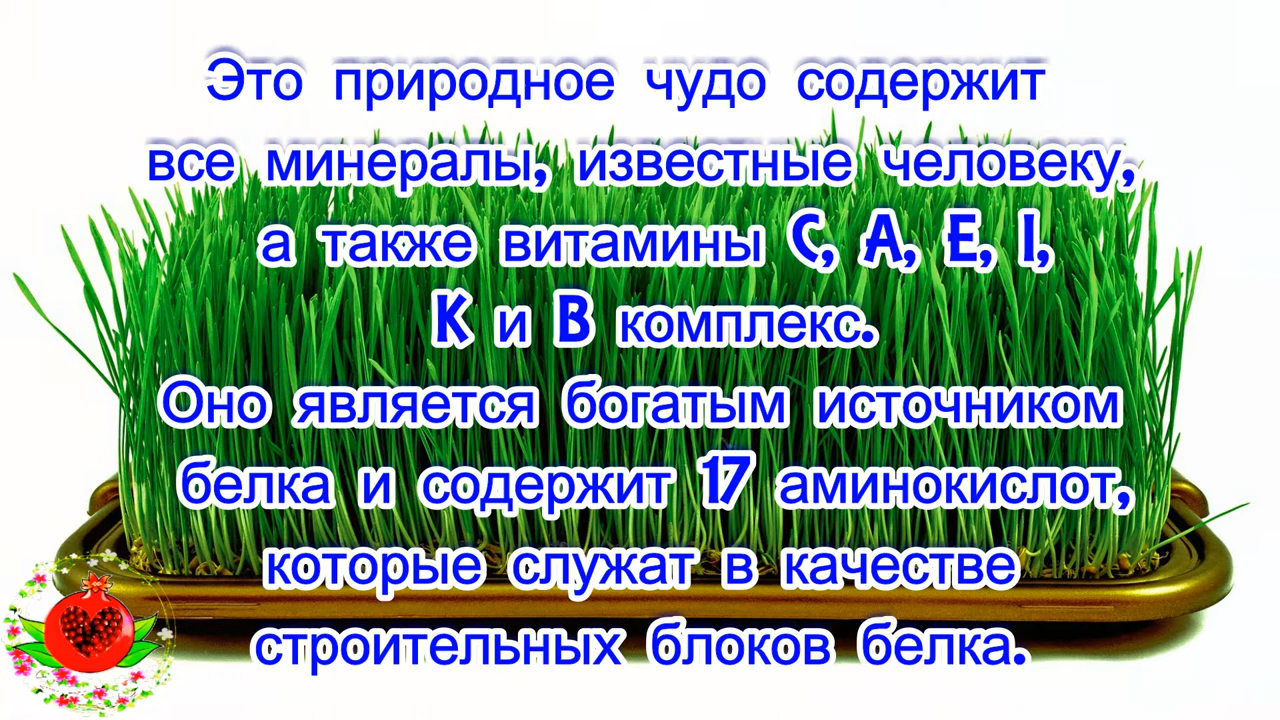 Это природное чудо содержит
все минералы, известные человеку,
а также витамины C, A, E, I,
K и B комплекс.
Оно является богатым источником
белка и содержит 17 аминокислот,
которые служат в качестве
строительных блоков белка.